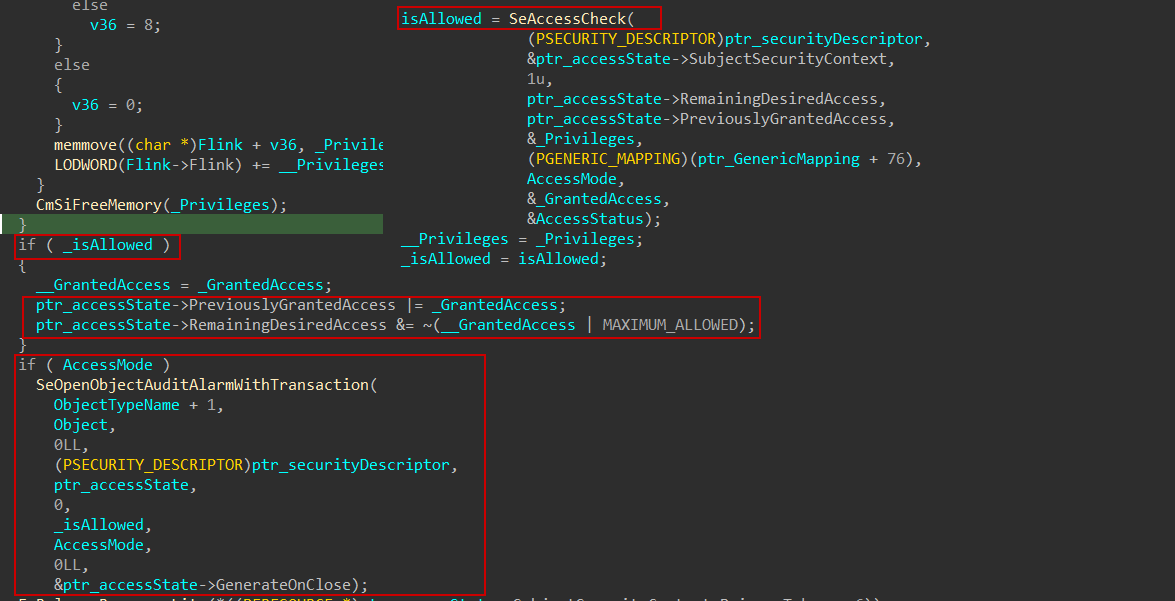 else
v36 = 8;
}
else
{
v36 = 0;
}
memmove((char *)Flink + v36, _Privile
LODWORD(Flink->Flink) += __Privileges
}
CmSiFreeMemory(_Privileges);
}
if ( _isAllowed )
{
__GrantedAccess = _GrantedAccess;
ptr_accessState->PreviouslyGrantedAccess |= _GrantedAccess;
ptr_accessState->RemainingDesiredAccess &= ~(__GrantedAccess | MAXIMUM_ALLOWED);
}
if ( AccessMode )
SeOpenObjectAuditAlarmWithTransaction(
ObjectTypeName + 1,
Object,
0LL,
(PSECURITY_DESCRIPTOR)ptr_securityDescriptor,
ptr_accessState,
0,
_isAllowed,
AccessMode,
0LL,
&ptr_accessState->GenerateOnClose);
isAllowed = SeAccessCheck(
(PSECURITY_DESCRIPTOR)ptr_securityDescriptor,
&ptr_accessState->SubjectSecurityContext,
1u,
ptr_accessState->RemainingDesiredAccess,
ptr_accessState->PreviouslyGrantedAccess,
&_Privileges,
(PGENERIC_MAPPING)(ptr_GenericMapping + 76),
AccessMode,
&_GrantedAccess,
&AccessStatus);
__Privileges = _Privileges;
_isAllowed = isAllowed;